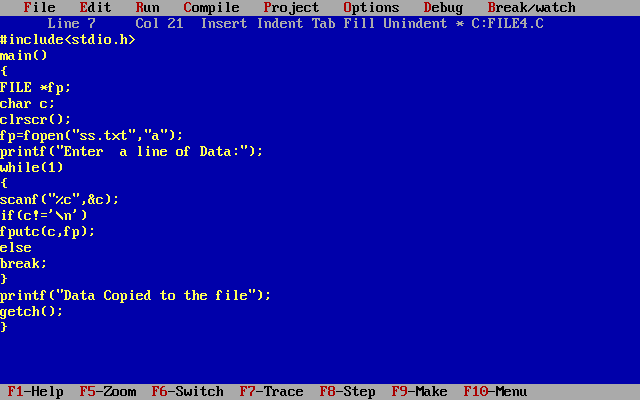 File Edit Run Compile Project Options Debug Break/watch
Line 7 Col 21 Insert Indent Tab Fill Unindent * C:FILE4.C
#include<stdio.h>
main()
{
FILE *fp;
char c;
clrscr();
fp=fopen("ss.txt","a");
printf("Enter  a line of Data:");
while(1)
{
scanf("%c",&c);
if(c!='\n')
fputc(c,fp);
else
break;
}
printf("Data Copied to the file");
getch();
}
F1-Help F5-Zoom F6-Switch F7-Trace F8-Step F9-Make F10-Menu